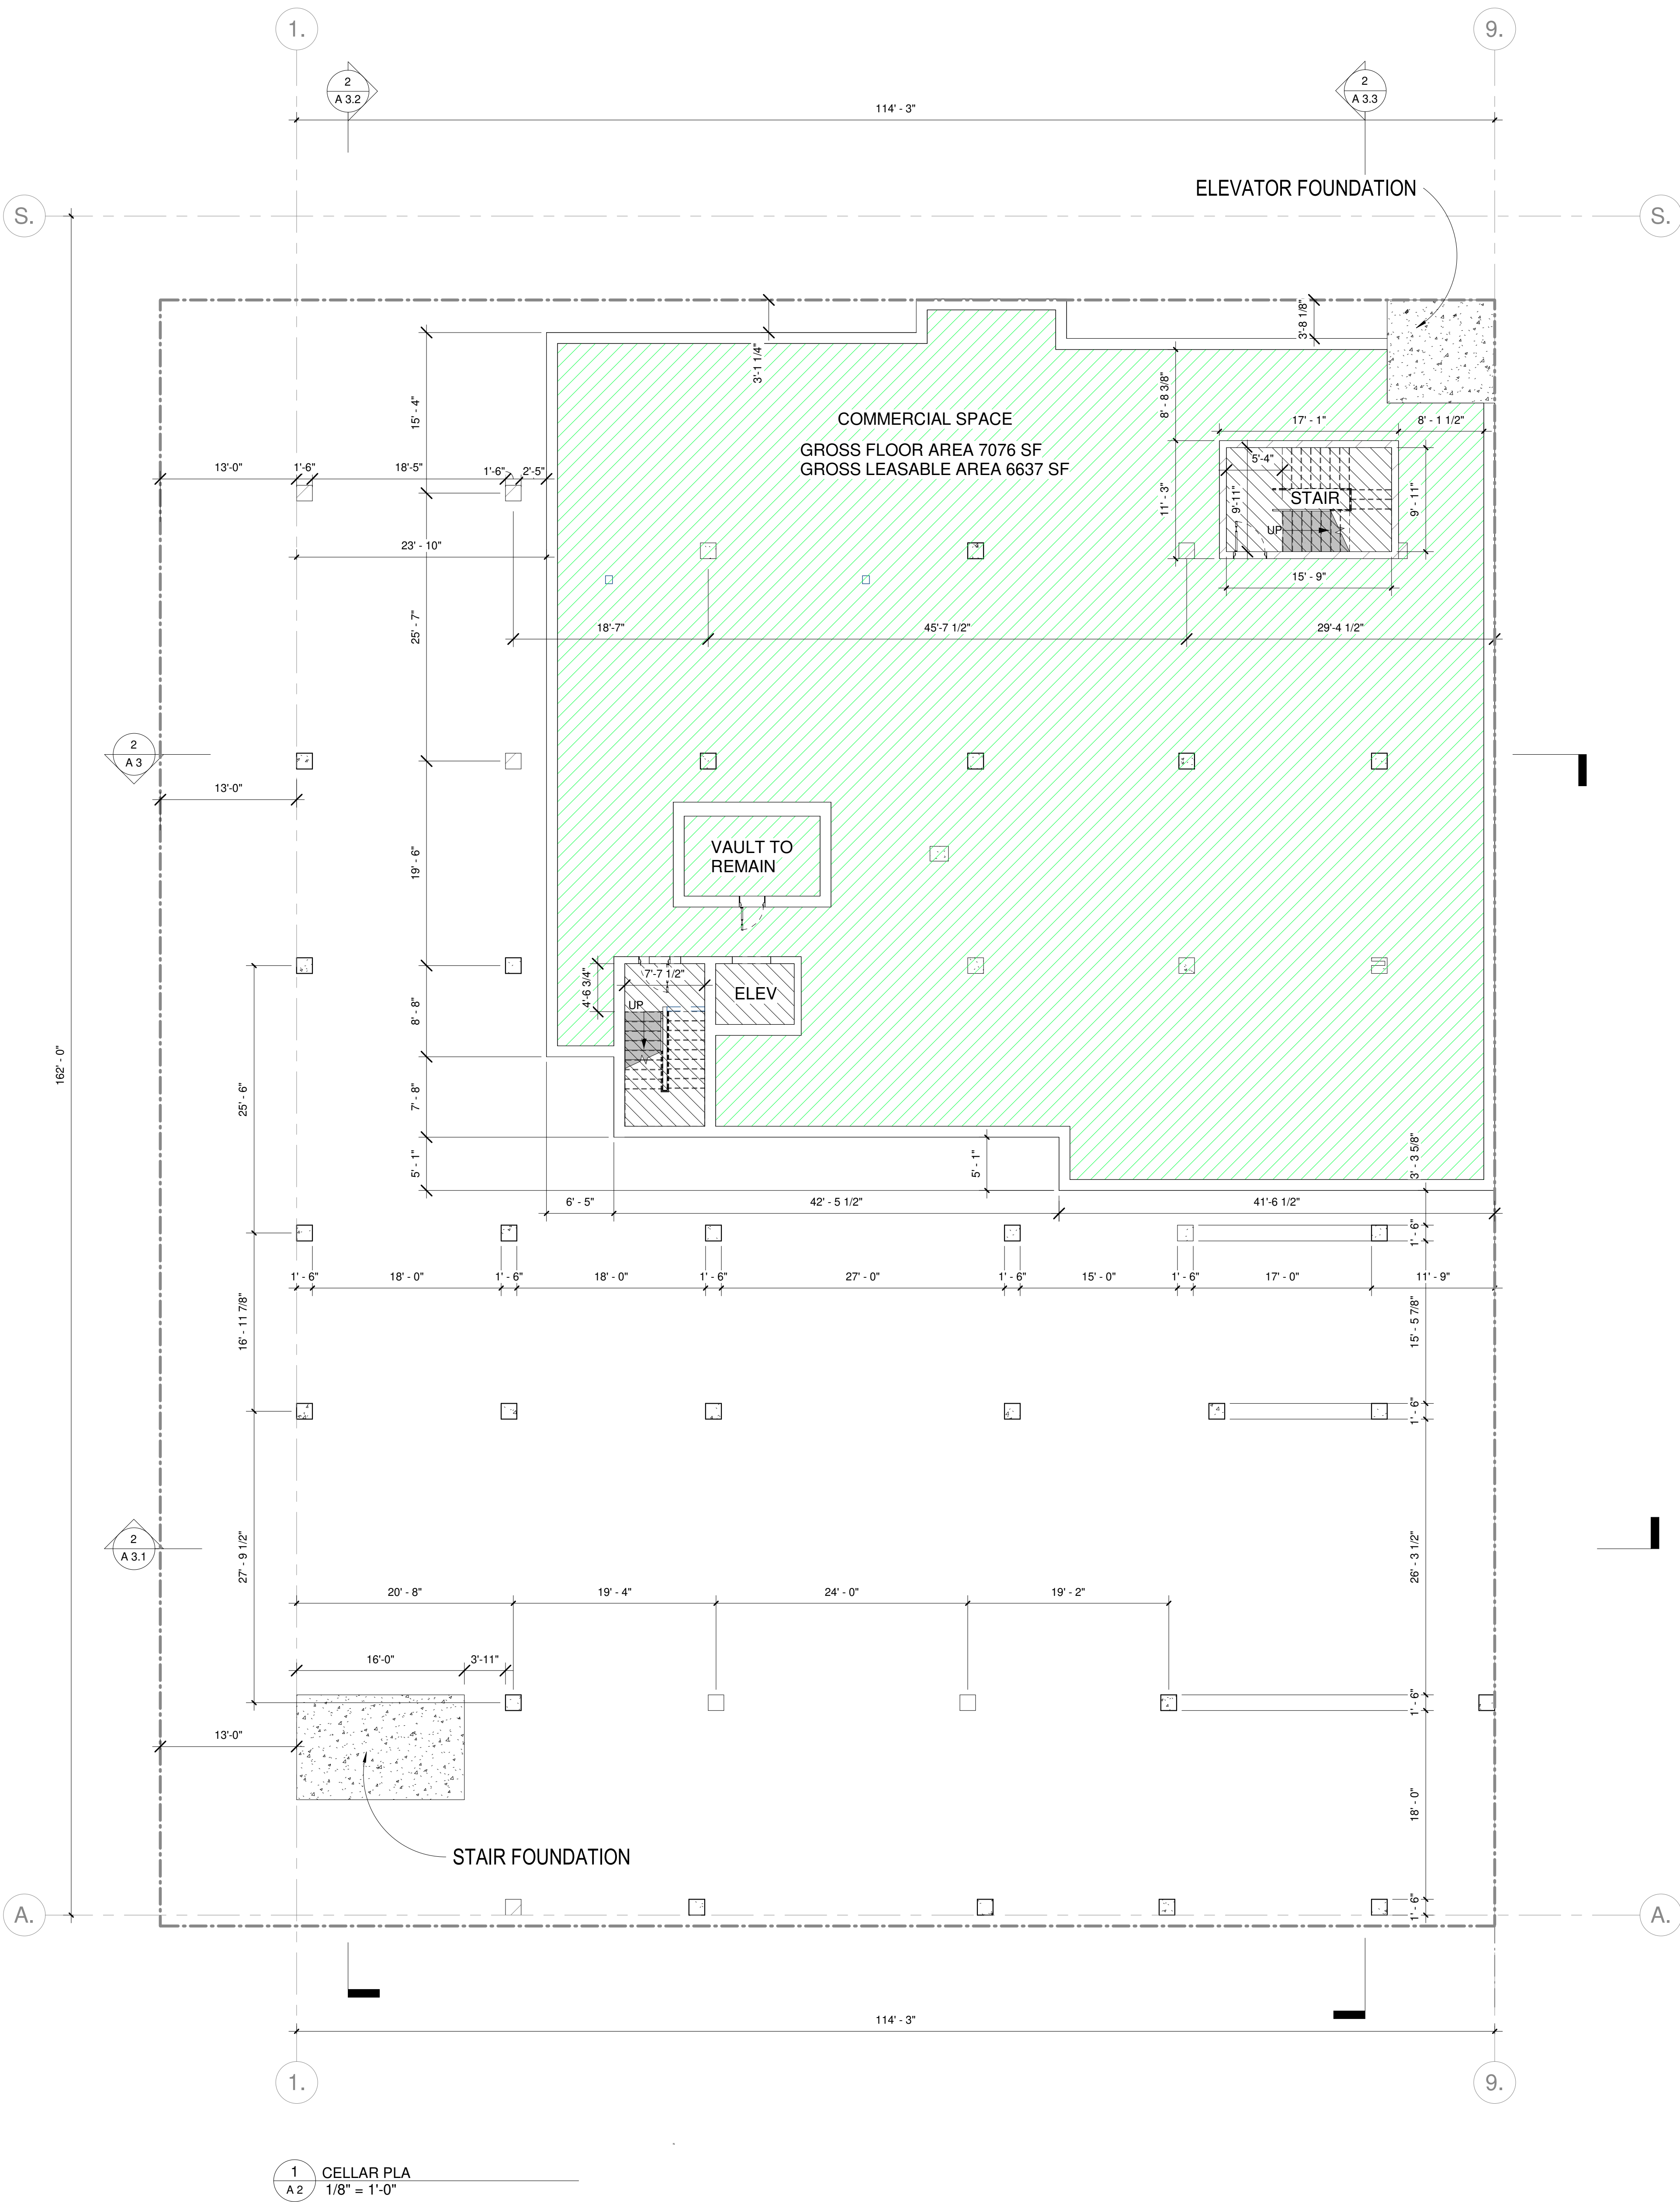 1.
9.
2
A 3.2
2
A 3.3
114' - 3"
ELEVATOR FOUNDATION
S.
S.
3'-1 1/4"
3'-8 1/8"
15' - 4"
8' - 8 3/8"
COMMERCIAL SPACE
GROSS FLOOR AREA 7076 SF
GROSS LEASABLE AREA 6637 SF
17' - 1"
8' - 1 1/2"
13'-0"
1'-6"
18'-5"
1'-6"
2'-5"
5'-4"
11' - 3"
9'- 11"
STAIR
9' - 11"
UP
23' - 10"
15' - 9"
25' - 7"
18'-7"
45'-7 1/2"
29'-4 1/2"
2
A 3
13'-0"
19' - 6"
VAULT TO
REMAIN
4'-6 3/4"
7'-7 1/2"
ELEV
UP
8' - 8"
162' - 0"
25' - 6"
7' - 8"
5' - 1"
5' - 1"
3' - 3 5/8"
6' - 5"
42' - 5 1/2"
41'-6 1/2"
1' - 6"
1' - 6"
18' - 0"
1' - 6"
18' - 0"
1' - 6"
27' - 0"
1' - 6"
15' - 0"
1' - 6"
17' - 0"
11' - 9"
16' - 11 7/8"
15' - 5 7/8"
1' - 6"
2
A 3.1
27' - 9 1/2"
26' - 3 1/2"
20' - 8"
19' - 4"
24' - 0"
19' - 2"
16'-0"
3'-11"
1' - 6"
13'-0"
18' - 0"
STAIR FOUNDATION
1' - 6"
A.
A.
114' - 3"
1.
9.
1
A 2
CELLAR PLA
1/8" = 1'-0"